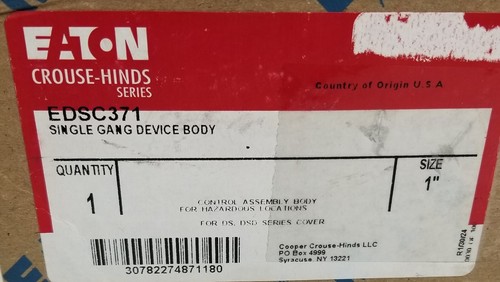 EATON
CROUSE-HINDS
SERIES
Country of Origin U.S.A
EDSC371
SINGLE GANG DEVICE BODY
QUANTITY
1
SIZE
1"
CONTROL ASSEMBLY BODY
FOR HAZARDOUS LOCATIONS
FOR DS, DSD SERIES COVER
30782274871180
Cooper Crouse-Hinds LLC
PO Box 4999
Syracuse, NY 13221